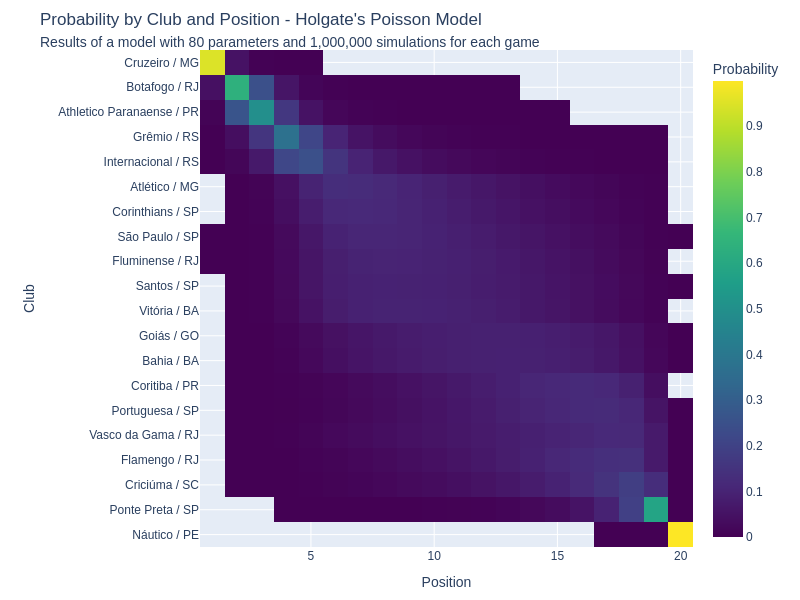 Probability by Club and Position - Holgate's Poisson Model
Results of a model with 80 parameters and 1,000,000 simulations for each game
Probability
Cruzeiro / MG
Botafogo / RJ
Athletico Paranaense / PR
Grêmio / RS
Internacional / RS
Atlético / MG
Corinthians / SP
São Paulo / SP
Fluminense / RJ
Santos / SP
Vitória / BA
Goiás / GO
Bahia / BA
Coritiba / PR
Portuguesa / SP
Vasco da Gama / RJ
Flamengo / RJ
Criciúma / SC
Ponte Preta / SP
Náutico / PE
Club
5
10
15
20
Position
0.9
0.8
0.7
0.6
0.5
0.4
0.3
0.2
0.1
0